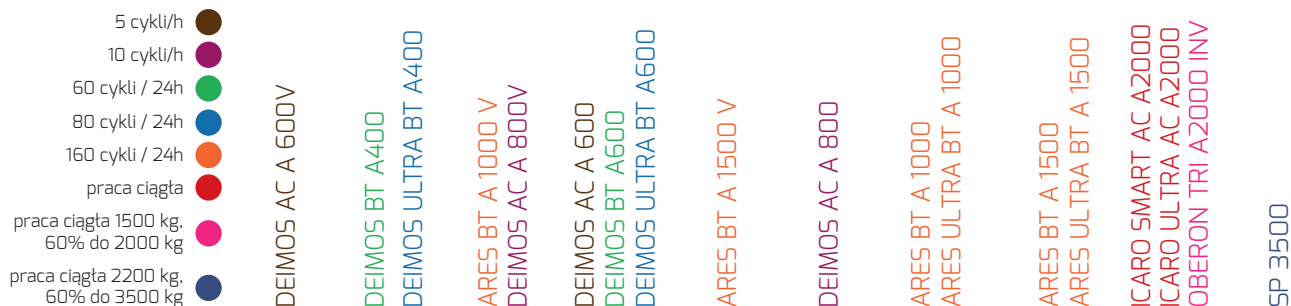 5 cykli/h
10 cykli/h
60 cykli / 24h
80 cykli / 24h
160 cykli / 24h
praca ciągła
praca ciągła 1500 kg,
60% do 2000 kg
praca ciągła 2200 kg,
60% do 3500 kg
DEIMOS AC A 600V
DEIMOS BT A400
DEIMOS ULTRA BT A400
ARES BT A 1000 V
DEIMOS AC A 800V
DEIMOS AC A 600
DEIMOS BT A600
DEIMOS ULTRA BT A600
ARES BT A 1500 V
DEIMOS AC A 800
ARES BT A 1000
ARES ULTRA BT A 1000
ARES BT A 1500
ARES ULTRA BT A 1500
ICARO SMART AC A2000
ICARO ULTRA AC A2000
OBERON TRI A2000 INV
SP 3500